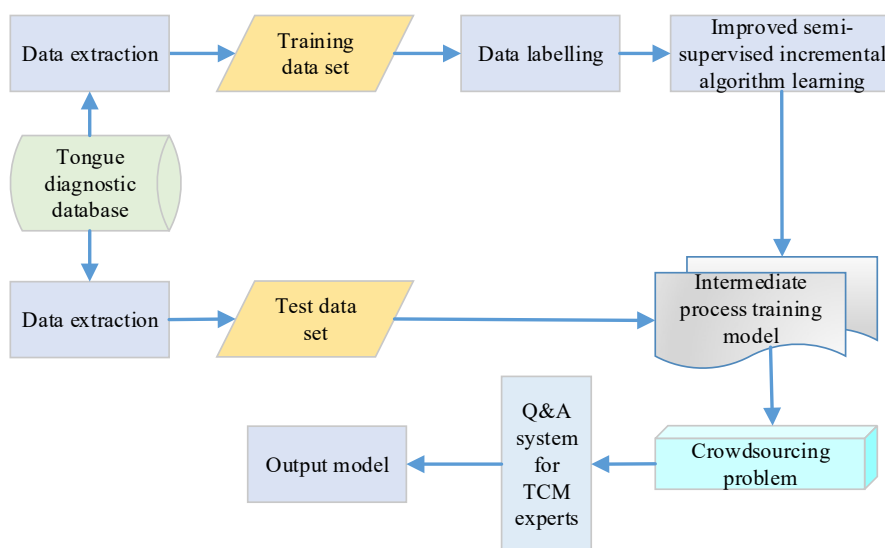 Data extraction
Training
data set
Data labelling
Improved semi-
supervised incremental
algorithm learning
Tongue
diagnostic
database
Data extraction
Test data
set
Intermediate
process training
model
Q&A
system
for
TCM
experts
Crowdsourcing
problem
Output model